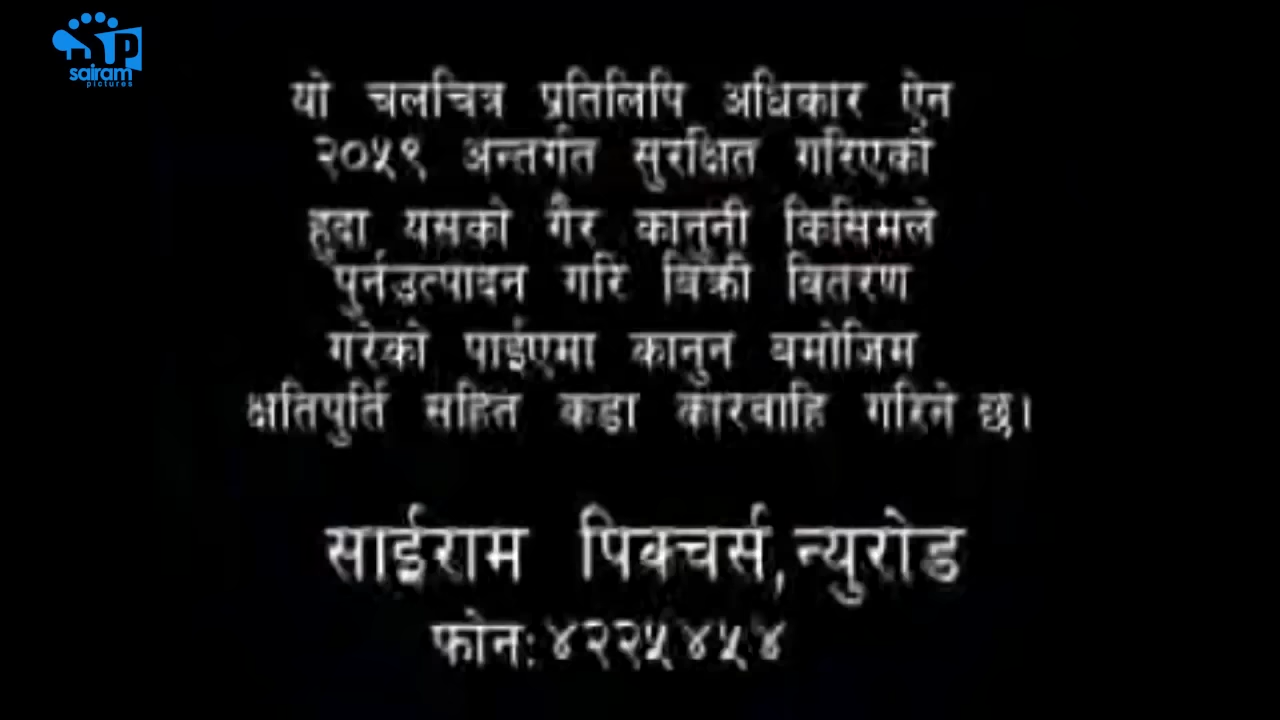 sairam
pictures
यो चलचित्र प्रतिलिपि अधिकार ऐन
२०५९ अन्तर्गत सुरक्षित गरिएको
हुदा यसको गैर कानुनी किसिमले
पुर्नउत्पादन गरि बिक्री बितरण
गरेको पाईएमा कानुन बमोजिम
क्षतिपुर्ति सहित कडा कारवाहि गरिने छ।
साईराम पिक्चर्स,न्युरोड
फोन:४२२५४५४